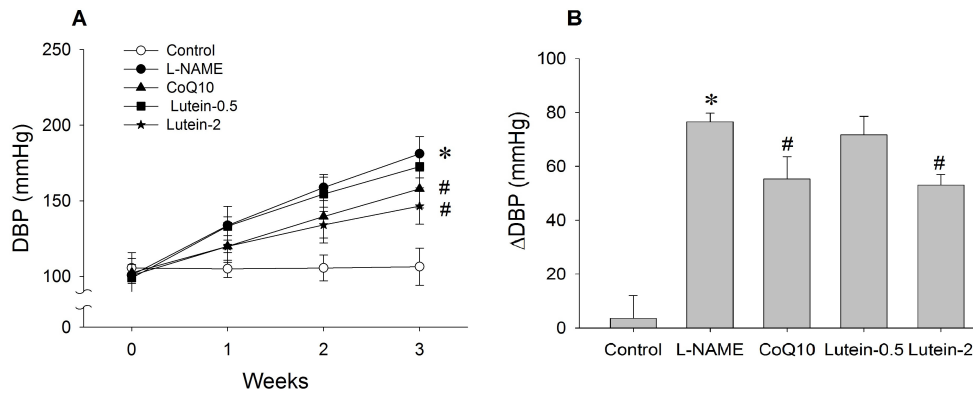 A
Control
L-NAME
CoQ10
Lutein-0.5
Lutein-2
DBP (mmHg)
250
200
150
100
0
*
#
#
0 1 2 3
Weeks
B
ΔDBP (mmHg)
100
80
60
40
20
0
*
#
#
Control L-NAME CoQ10 Lutein-0.5 Lutein-2